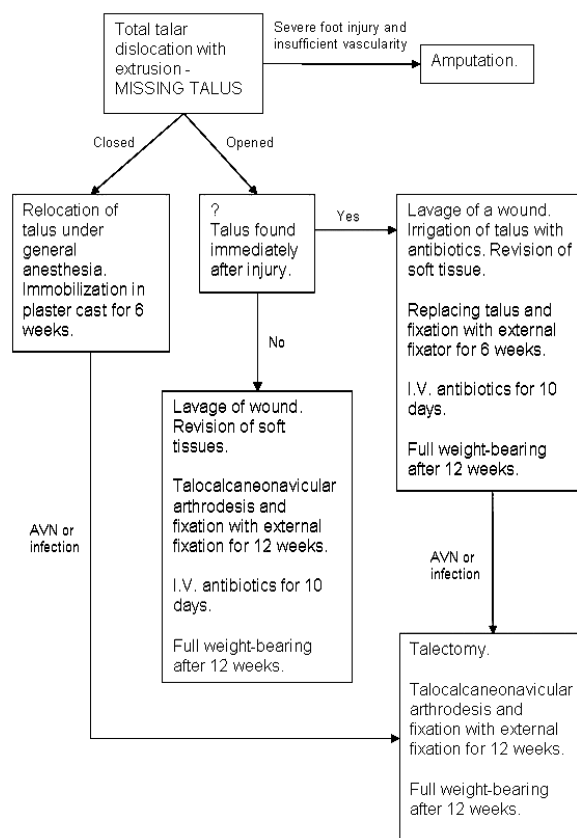 Total talar
dislocation with
extrusion -
MISSING TALUS
Severe foot injury and
insufficient vascularity
Amputation.
Closed
Opened
Relocation of
talus under
general
anesthesia.
Immobilization in
plaster cast for 6
weeks.
?
Talus found
immediately
after injury.
Yes
Lavage of a wound.
Irrigation of talus with
antibiotics. Revision of
soft tissue.
Replacing talus and
fixation with external
fixator for 6 weeks.
I.V. antibiotics for 10
days.
Full weight-bearing
after 12 weeks.
No
Lavage of wound.
Revision of soft
tissues.
Talocalcaneonavicular
arthrodesis and
fixation with external
fixation for 12 weeks.
I.V. antibiotics for 10
days.
Full weight-bearing
after 12 weeks.
AVN or
infection
AVN or
infection
Talectomy.
Talocalcaneonavicular
arthrodesis and
fixation with external
fixation for 12 weeks.
Full weight-bearing
after 12 weeks.